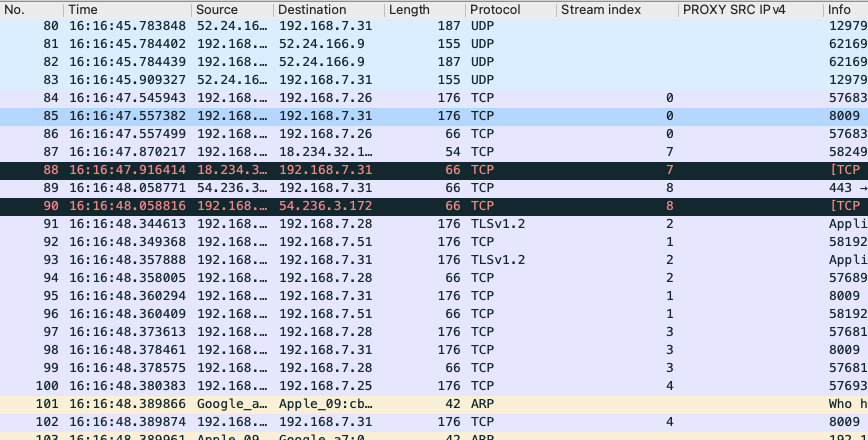 No. Time Source Destination Length Protocol Stream index PROXY SRC IPv4 Info
80 16:16:45.783848 52.24.16… 192.168.7.31 187 UDP 12979
81 16:16:45.784402 192.168.… 52.24.166.9 155 UDP 62169
82 16:16:45.784439 192.168.… 52.24.166.9 187 UDP 62169
83 16:16:45.909327 52.24.16… 192.168.7.31 155 UDP 12979
84 16:16:47.545943 192.168.… 192.168.7.26 176 TCP 0 57683
85 16:16:47.557382 192.168.… 192.168.7.31 176 TCP 0 8009
86 16:16:47.557499 192.168.… 192.168.7.26 66 TCP 0 57683
87 16:16:47.870217 192.168.… 18.234.32.1… 54 TCP 7 58249
88 16:16:47.916414 18.234.3… 192.168.7.31 66 TCP 7 [TCP
89 16:16:48.058771 54.236.3… 192.168.7.31 66 TCP 8 443 →
90 16:16:48.058816 192.168.… 54.236.3.172 66 TCP 8 [TCP
91 16:16:48.344613 192.168.… 192.168.7.28 176 TLSv1.2 2 Appli
92 16:16:48.349368 192.168.… 192.168.7.51 176 TCP 1 58192
93 16:16:48.357888 192.168.… 192.168.7.31 176 TLSv1.2 2 Appli
94 16:16:48.358005 192.168.… 192.168.7.28 66 TCP 2 57689
95 16:16:48.360294 192.168.… 192.168.7.31 176 TCP 1 8009
96 16:16:48.360409 192.168.… 192.168.7.51 66 TCP 1 58192
97 16:16:48.373613 192.168.… 192.168.7.28 176 TCP 3 57681
98 16:16:48.378461 192.168.… 192.168.7.31 176 TCP 3 8009
99 16:16:48.378575 192.168.… 192.168.7.28 66 TCP 3 57681
100 16:16:48.380383 192.168.… 192.168.7.25 176 TCP 4 57693
101 16:16:48.389866 Google_a… Apple_09:cb… 42 ARP Who h
102 16:16:48.389874 192.168.… 192.168.7.31 176 TCP 4 8009
103 16:16:48.389961 Apple_09… Google_a7:0… 42 ARP 192.1